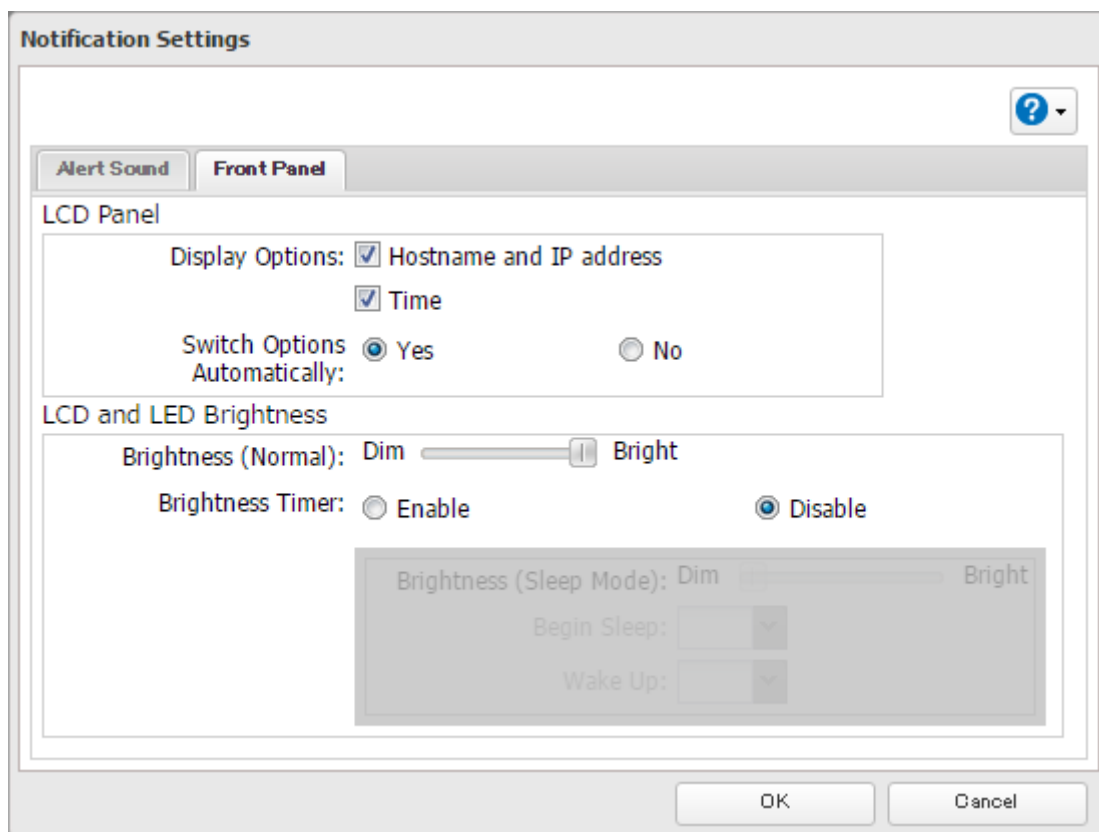 Notification Settings
?
Alert Sound Front Panel
LCD Panel
Display Options: Hostname and IP address
Time
Switch Options Yes No
Automatically:
LCD and LED Brightness
Brightness (Normal): Dim Bright
Brightness Timer: Enable Disable
Brightness (Sleep Mode): Dim Bright
Begin Sleep:
Wake Up:
OK Cancel